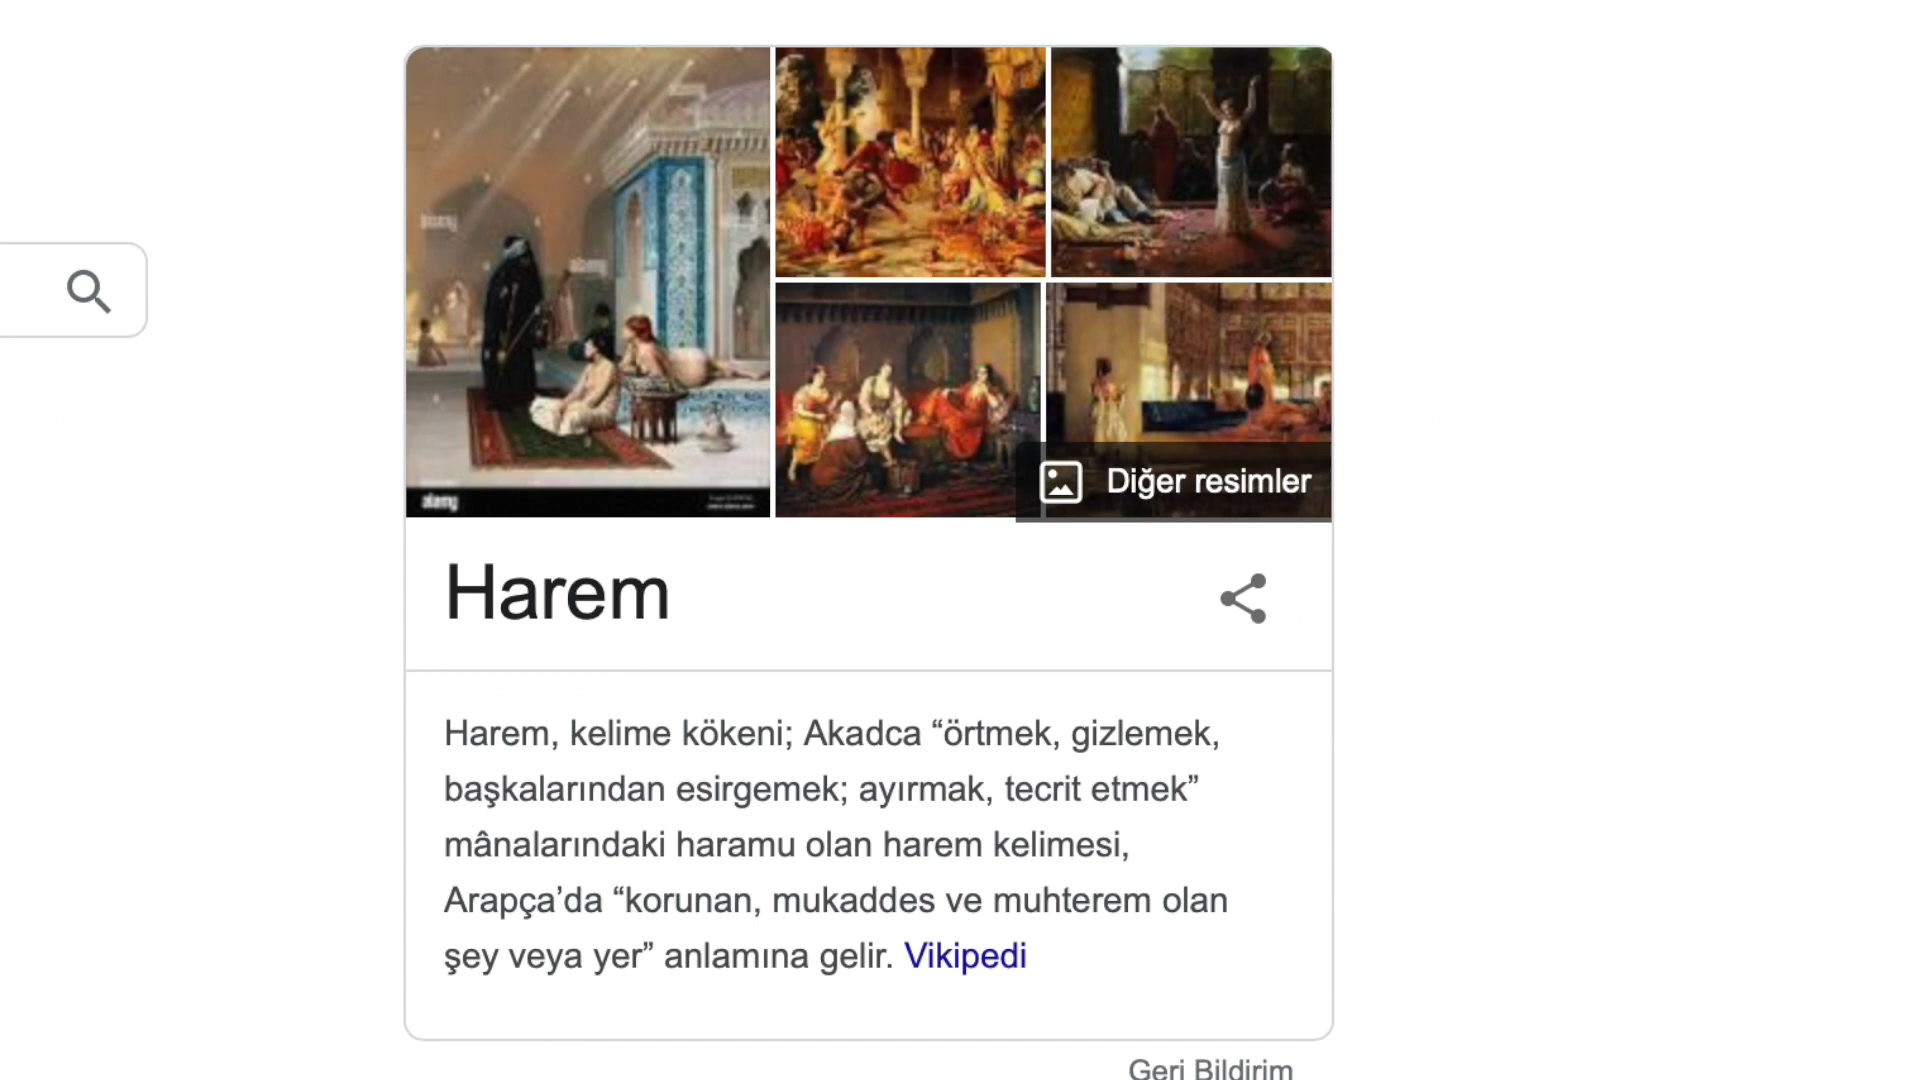 alamy
Diğer resimler
Harem
Harem, kelime kökeni; Akadca “örtmek, gizlemek,
başkalarından esirgemek; ayırmak, tecrit etmek”
mânalarındaki haramu olan harem kelimesi,
Arapça’da “korunan, mukaddes ve muhterem olan
şey veya yer” anlamına gelir. Vikipedi
Geri Bildirim